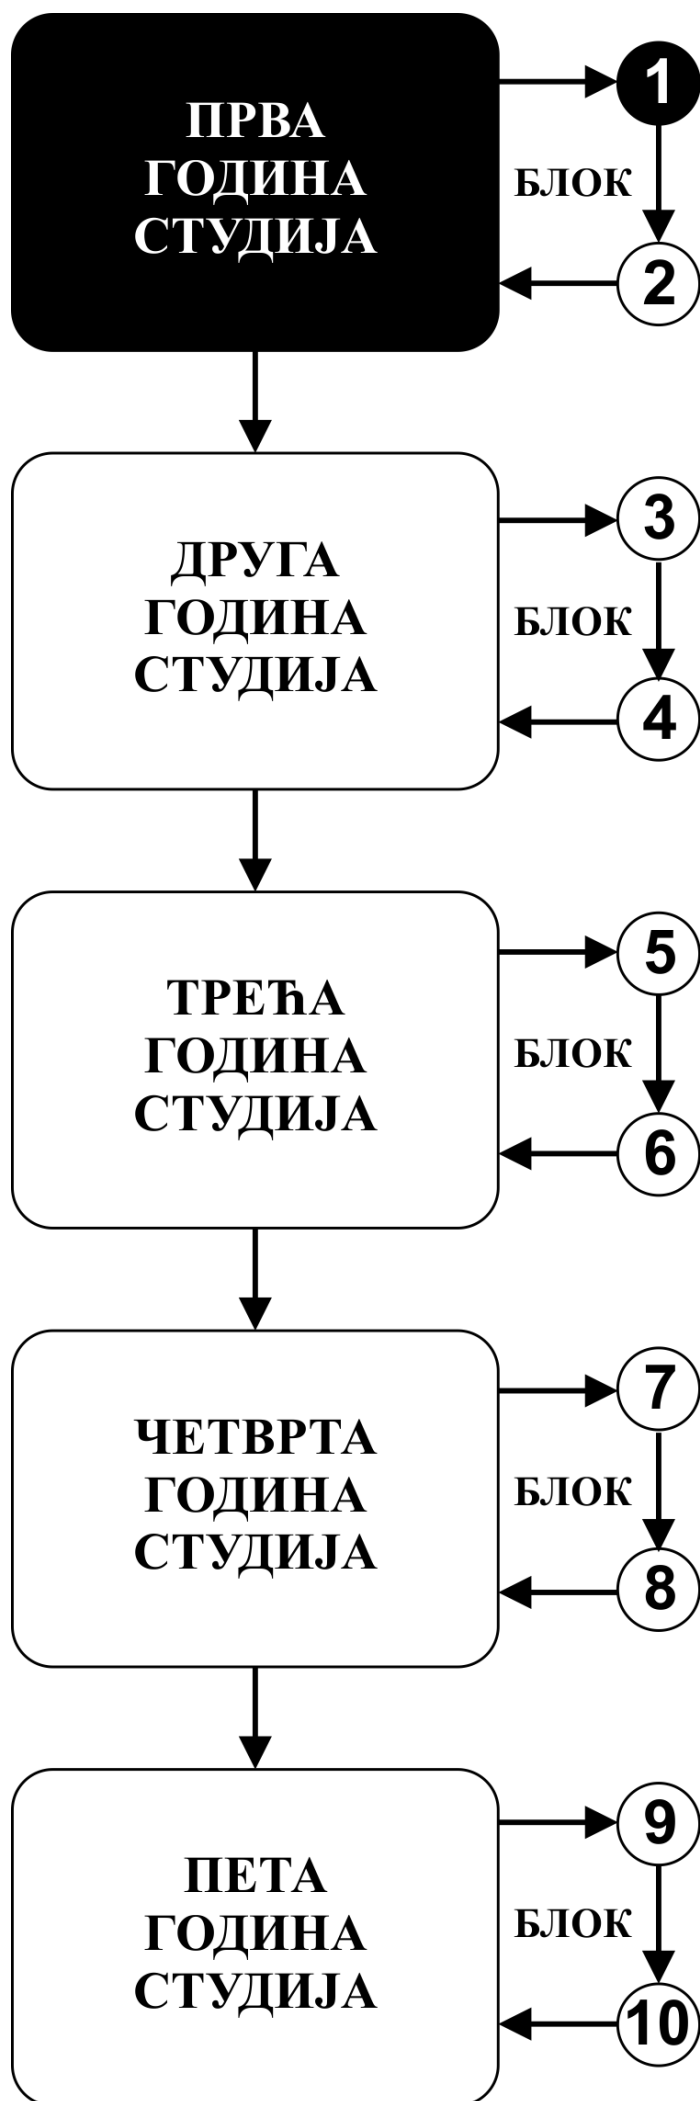 ПРВА
ГОДИНА
СТУДИЈА
1
БЛОК
2
ДРУГА
ГОДИНА
СТУДИЈА
3
БЛОК
4
ТРЕЋА
ГОДИНА
СТУДИЈА
5
БЛОК
6
ЧЕТВРТА
ГОДИНА
СТУДИЈА
7
БЛОК
8
ПЕТА
ГОДИНА
СТУДИЈА
9
БЛОК
10